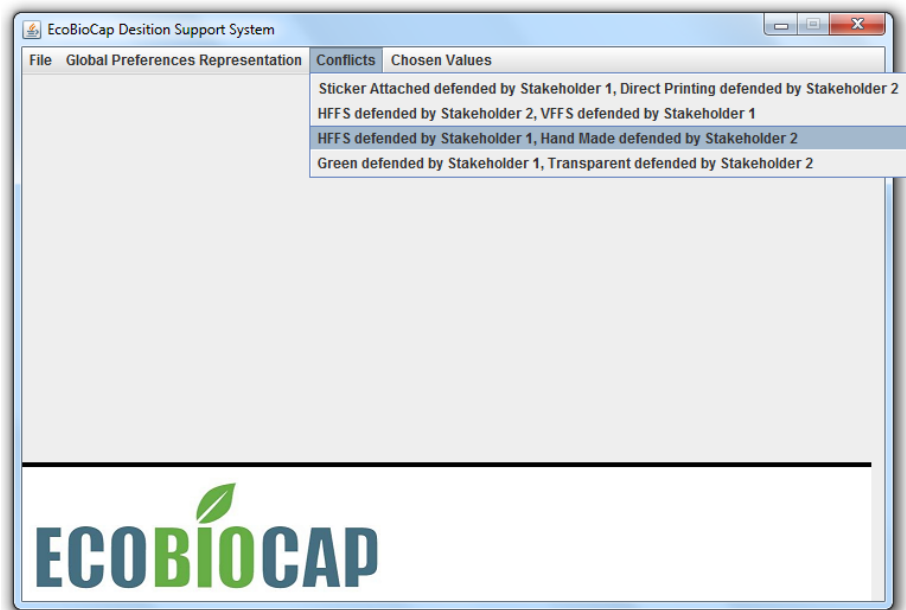 EcoBioCap Desition Support System
File Global Preferences Representation Conflicts Chosen Values
Sticker Attached defended by Stakeholder 1, Direct Printing defended by Stakeholder 2
HFFS defended by Stakeholder 2, VFFS defended by Stakeholder 1
HFFS defended by Stakeholder 1, Hand Made defended by Stakeholder 2
Green defended by Stakeholder 1, Transparent defended by Stakeholder 2
ECOBIOCAP